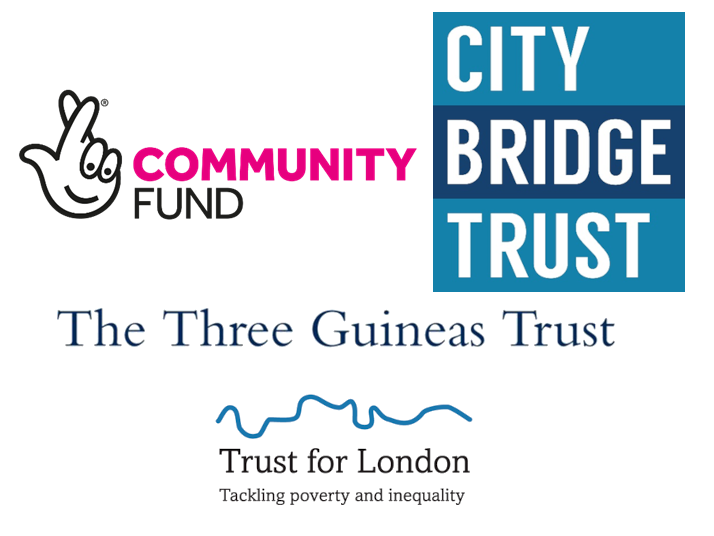 COMMUNITY
FUND
®
CITY
BRIDGE
TRUST
The Three Guineas Trust
Trust for London
Tackling poverty and inequality